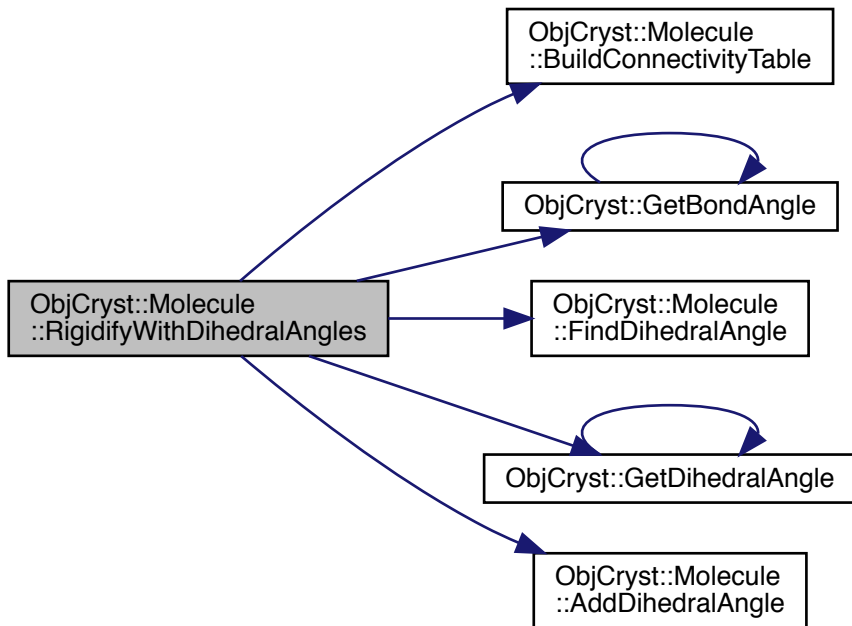 ObjCryst::Molecule
::BuildConnectivityTable
ObjCryst::GetBondAngle
ObjCryst::Molecule
::RigidifyWithDihedralAngles
ObjCryst::Molecule
::FindDihedralAngle
ObjCryst::GetDihedralAngle
ObjCryst::Molecule
::AddDihedralAngle